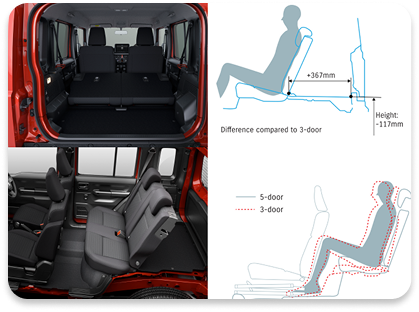 +367mm
Height:
-117mm
Difference compared to 3-door
5-door
3-door